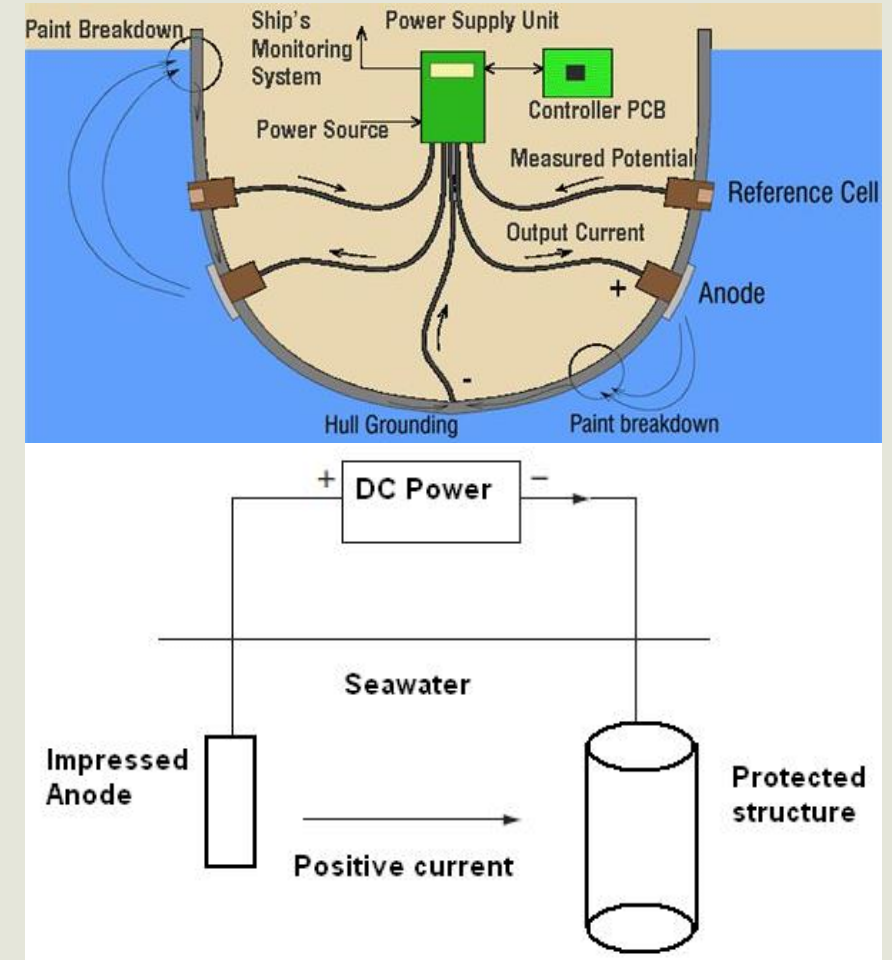 Paint Breakdown
Ship's
Monitoring
System
Power Supply Unit
Controller PCB
Power Source
Measured Potential
Reference Cell
Output Current
+
Anode
-
Hull Grounding
Paint breakdown
+
DC Power
−
Seawater
Impressed
Anode
Protected
structure
Positive current